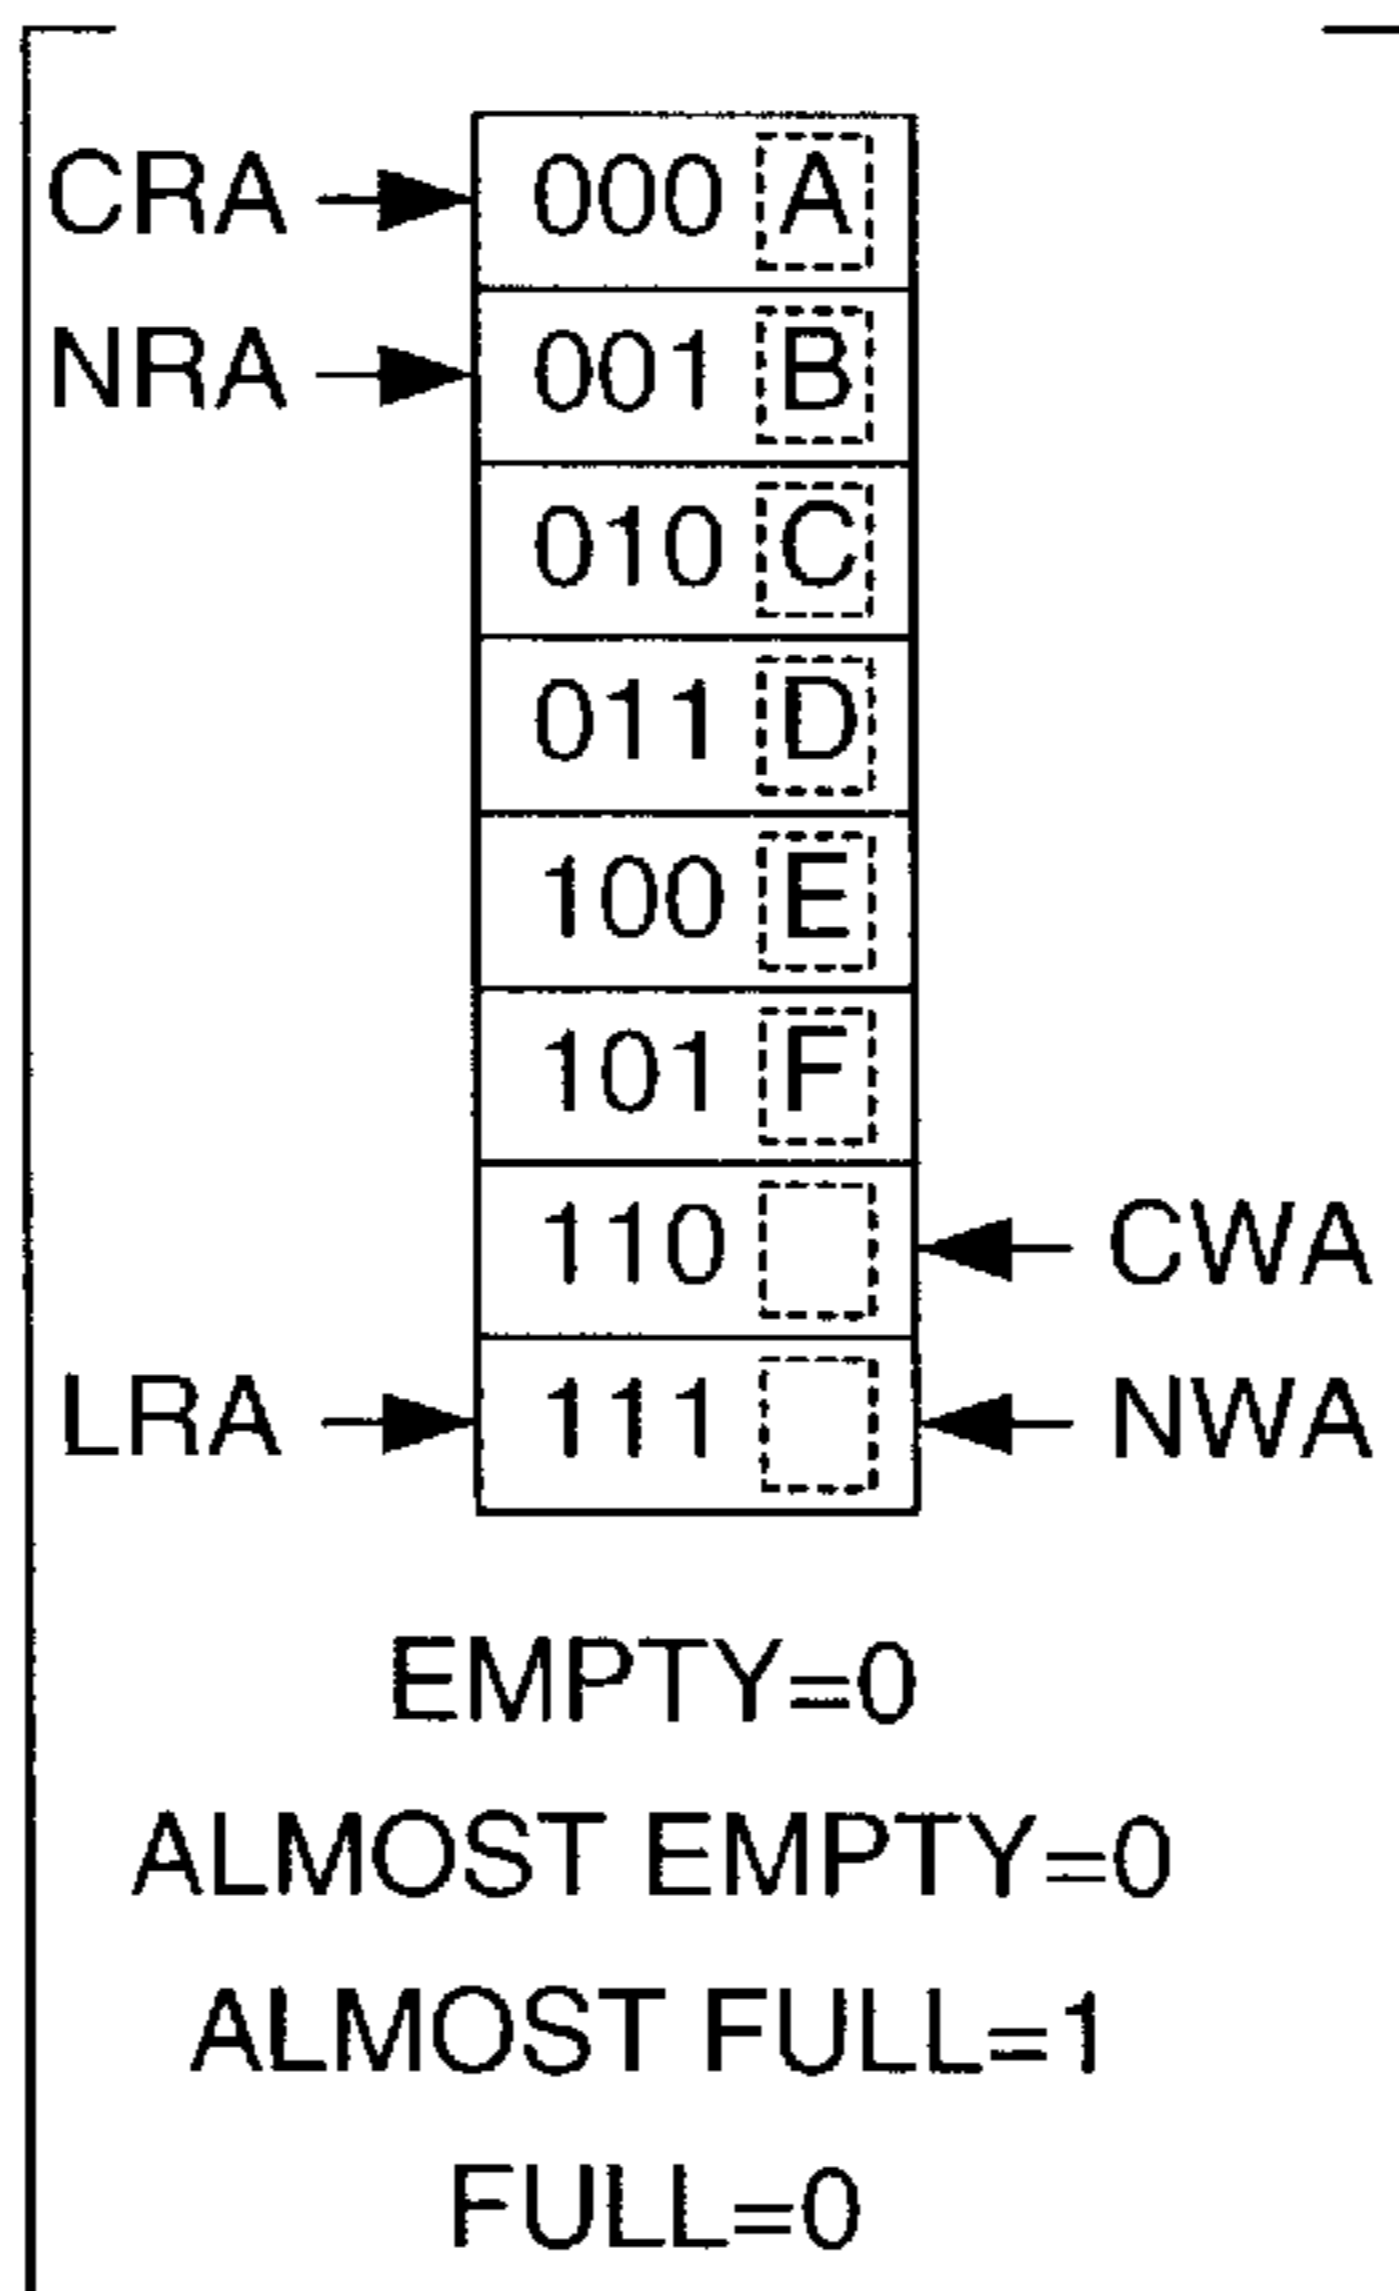 CRA 000 A
NRA 001 B
010 C
011 D
100 E
101 F
110 CWA
LRA 111 NWA
EMPTY=0
ALMOST EMPTY=0
ALMOST FULL=1
FULL=0